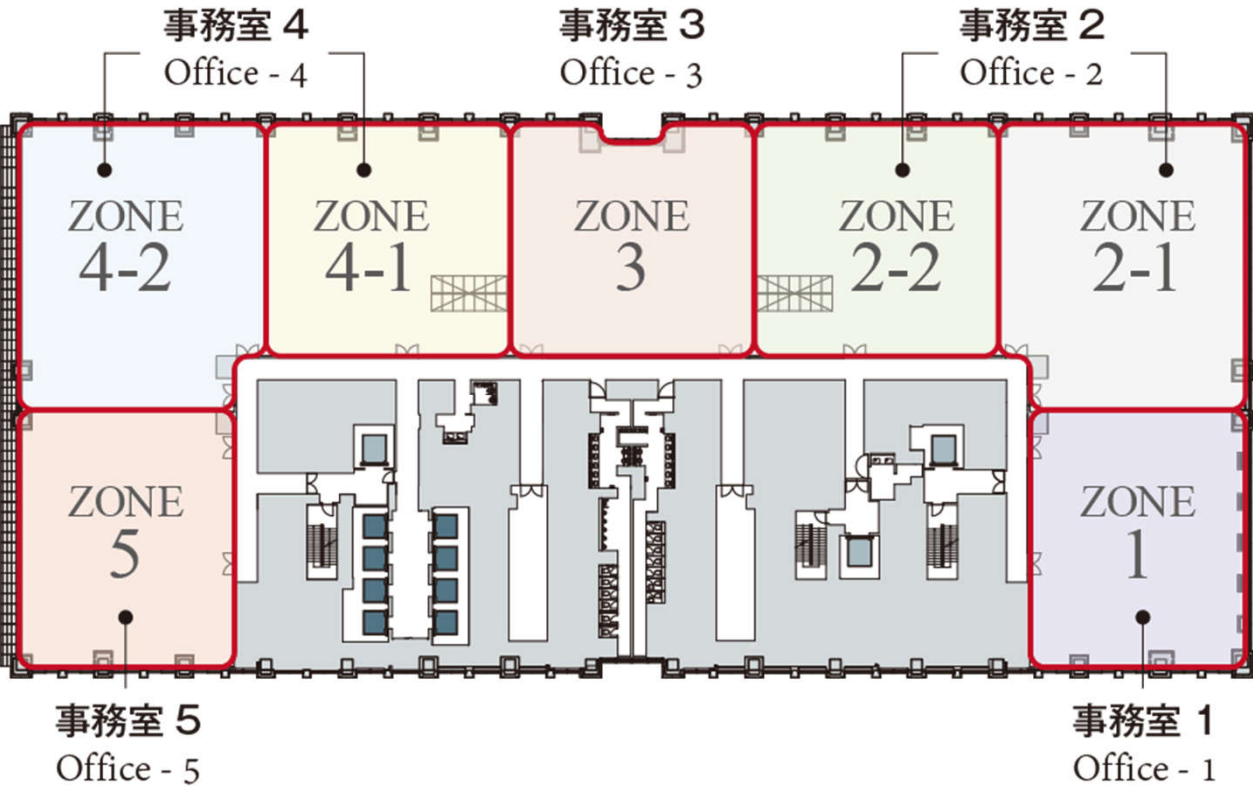 事務室 4
Office - 4
事務室 3
Office - 3
事務室 2
Office - 2
ZONE
4-2
ZONE
4-1
ZONE
3
ZONE
2-2
ZONE
2-1
ZONE
5
ZONE
1
事務室 5
Office - 5
事務室 1
Office - 1